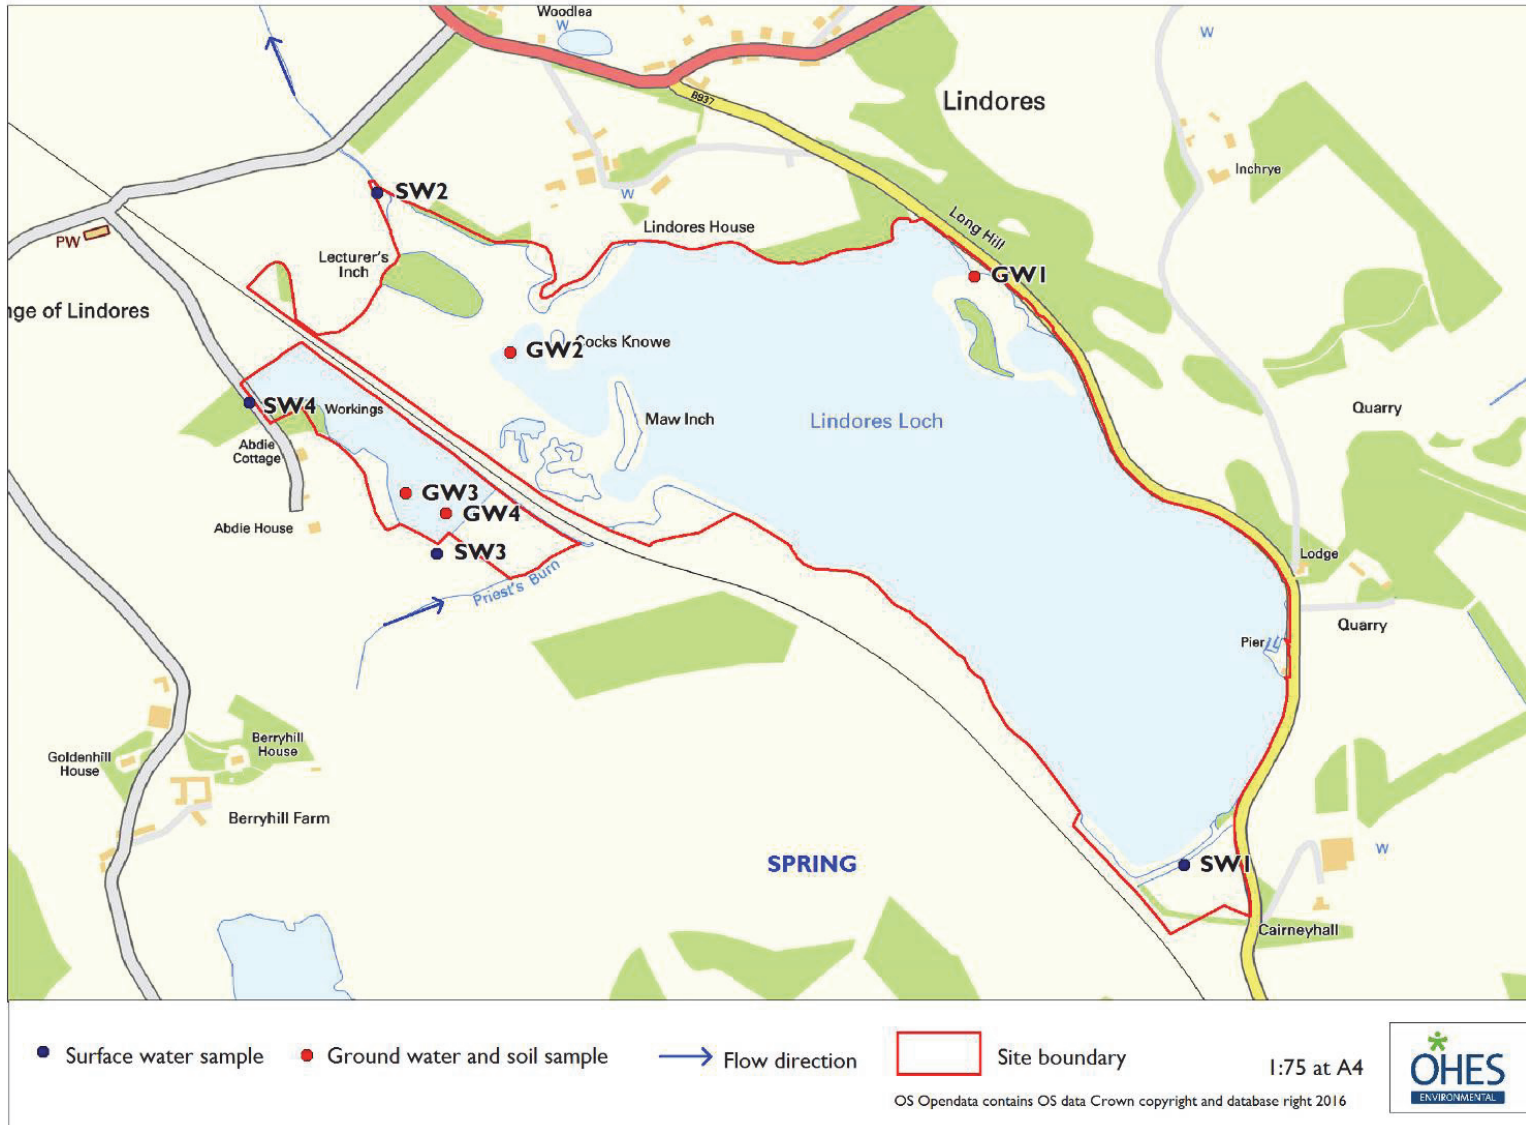 Woodlea
W
W
B937
Lindores
Inchrye
SW2
W
PW
Lecturer's
Inch
Lindores House
Long Hill
GW1
nge of Lindores
GW2
Cocks Knowe
SW4
Workings
Maw Inch
Lindores Loch
Quarry
Abdie
Cottage
GW3
GW4
Abdie House
SW3
Priest's Burn
Lodge
Quarry
Pier
Goldenhill
House
Berryhill
House
Berryhill Farm
SPRING
SW1
W
Cairneyhall
Surface water sample
Ground water and soil sample
Flow direction
Site boundary
1:75 at A4
OS Opendata contains OS data Crown copyright and database right 2016
OHES
ENVIRONMENTAL